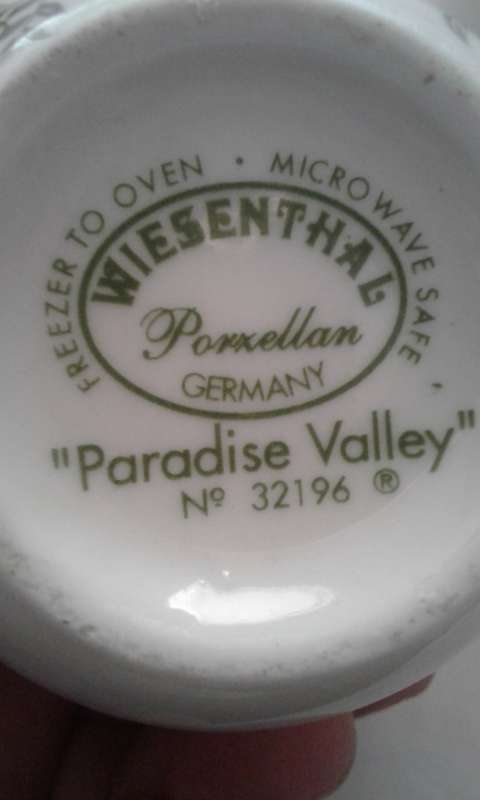 FREEZER TO OVEN • MICROWAVE SAFE
WIESENTHAL
Porzellan
GERMANY
"Paradise Valley"
Nº 32196 ®